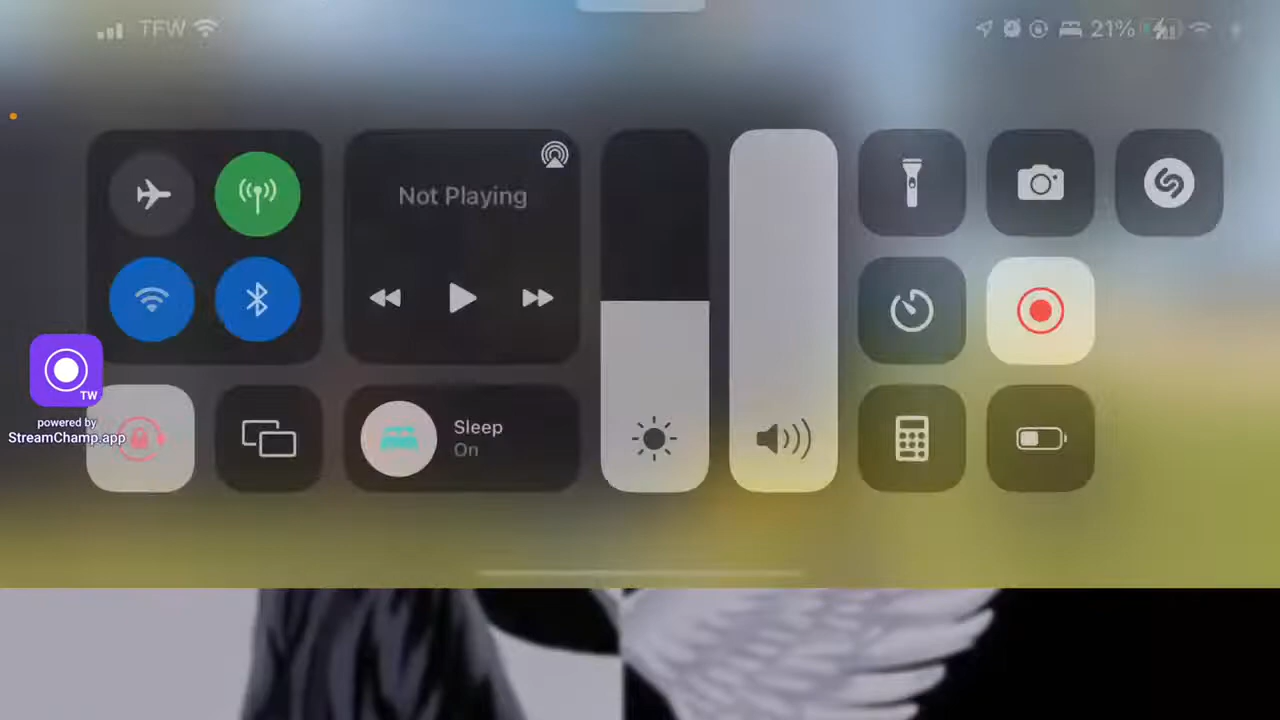 TFW
21%
Not Playing
TW
powered by
StreamChamp.app
Sleep
On